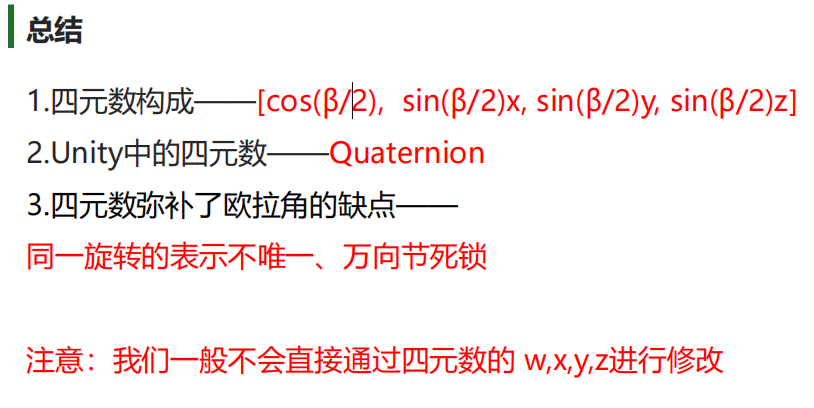 总结
1.四元数构成——[cos(β/2),  sin(β/2)x, sin(β/2)y, sin(β/2)z]
2.Unity中的四元数——Quaternion
3.四元数弥补了欧拉角的缺点——
同一旋转的表示不唯一、万向节死锁
注意：我们一般不会直接通过四元数的 w,x,y,z进行修改